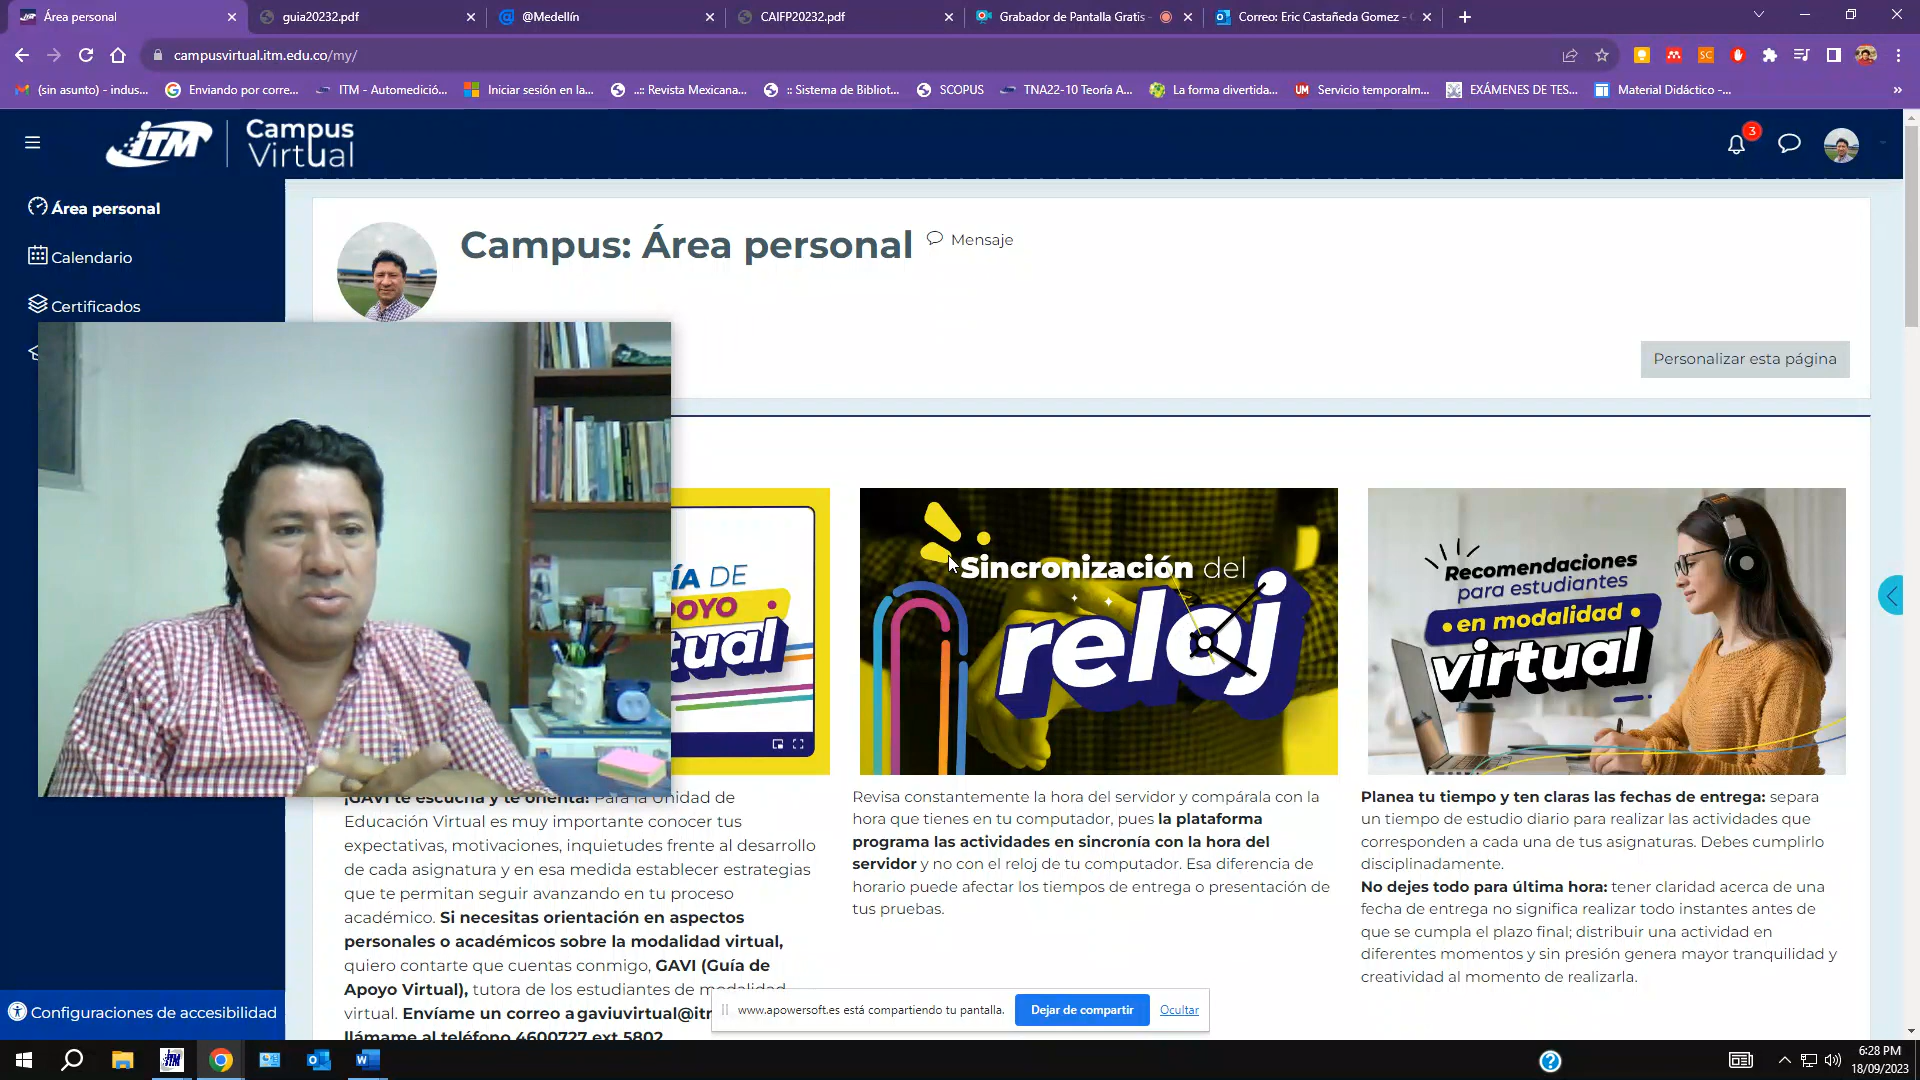 Área personal
guia20232.pdf
@Medellín
CAIFP20232.pdf
Grabador de Pantalla Gratis -
Correo: Eric Castañeda Gomez -
campusvirtual.itm.edu.co/my/
(sin asunto) - indus...
Enviando por corre...
ITM - Automedició...
Iniciar sesión en la...
..:: Revista Mexicana...
:: Sistema de Bibliot...
SCOPUS
TNA22-10 Teoría A...
La forma divertida...
UM
Servicio temporalm...
EXÁMENES DE TES...
Material Didáctico -...
»
iTM
Campus
Virtual
3
Área personal
Calendario
Certificados
Campus: Área personal
Mensaje
Personalizar esta página
ÍA DE
POYO
tual
Sincronización del
reloj
Recomendaciones
para estudiantes
• en modalidad •
virtual
¡GAVI te escucha y te orienta! Para la Unidad de
Educación Virtual es muy importante conocer tus
expectativas, motivaciones, inquietudes frente al desarrollo
de cada asignatura y en esa medida establecer estrategias
que te permitan seguir avanzando en tu proceso
académico. Si necesitas orientación en aspectos
personales o académicos sobre la modalidad virtual,
quiero contarte que cuentas conmigo, GAVI (Guía de
Apoyo Virtual), tutora de los estudiantes de modalidad
virtual. Envíame un correo a gaviuvirtual@itm
llámame al teléfono 4600727 ext 5802
Revisa constantemente la hora del servidor y compárala con la
hora que tienes en tu computador, pues la plataforma
programa las actividades en sincronía con la hora del
servidor y no con el reloj de tu computador. Esa diferencia de
horario puede afectar los tiempos de entrega o presentación de
tus pruebas.
Planea tu tiempo y ten claras las fechas de entrega: separa
un tiempo de estudio diario para realizar las actividades que
corresponden a cada una de tus asignaturas. Debes cumplirlo
disciplinadamente.
No dejes todo para última hora: tener claridad acerca de una
fecha de entrega no significa realizar todo instantes antes de
que se cumpla el plazo final; distribuir una actividad en
diferentes momentos y sin presión genera mayor tranquilidad y
creatividad al momento de realizarla.
www.apowersoft.es está compartiendo tu pantalla.
Dejar de compartir
Ocultar
Configuraciones de accesibilidad
6:28 PM
18/09/2023